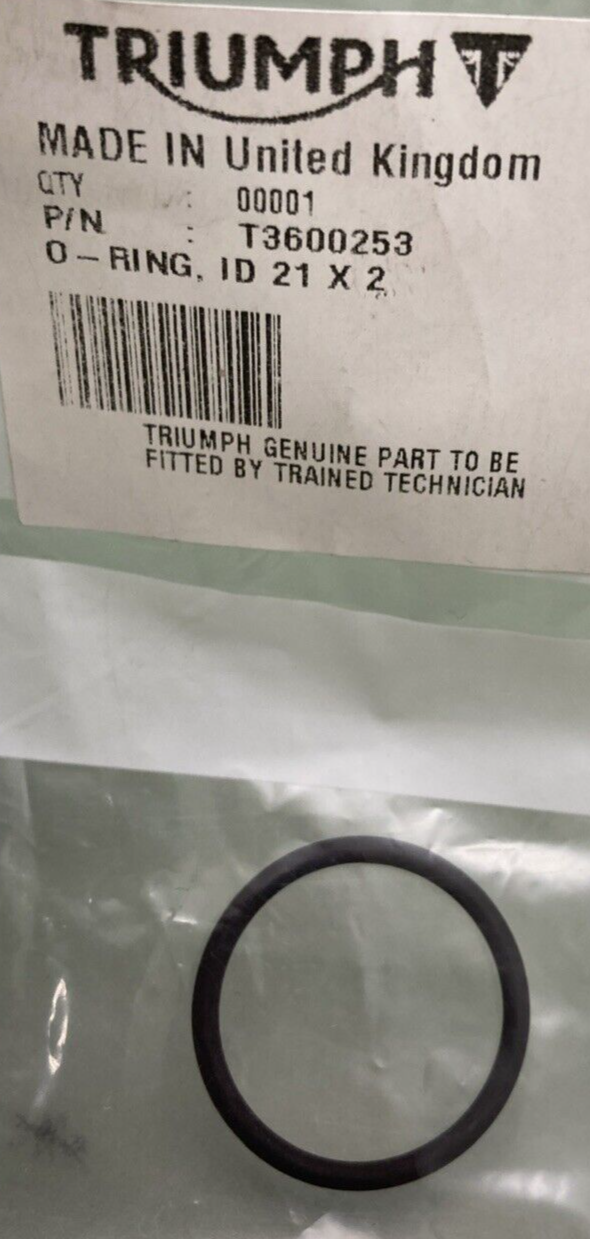 TRIUMPH
MADE IN United Kingdom
QTY : 00001
P/N : T3600253
O-RING, ID 21 X 2
TRIUMPH GENUINE PART TO BE
FITTED BY TRAINED TECHNICIAN